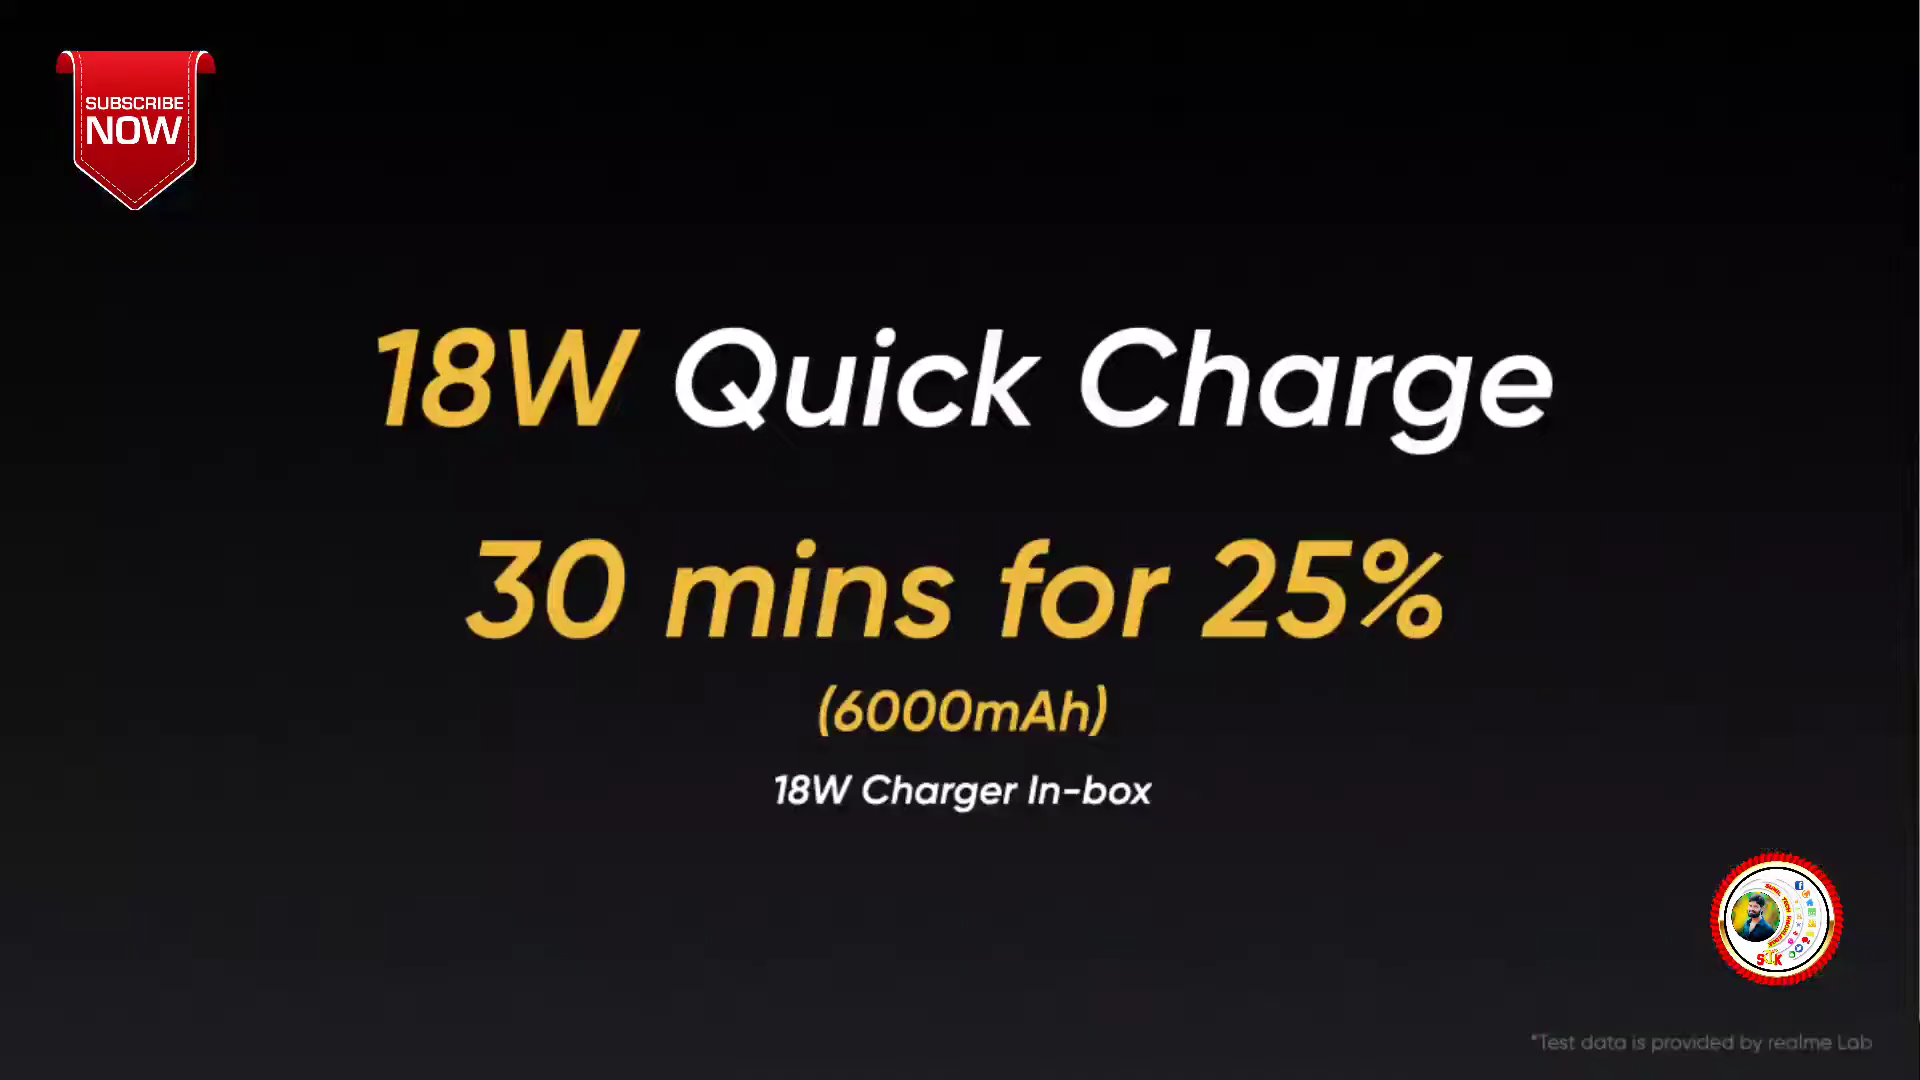 SUBSCRIBE
NOW
18W Quick Charge
30 mins for 25%
(6000mAh)
18W Charger In-box
STK
*Test data is provided by realme Lab